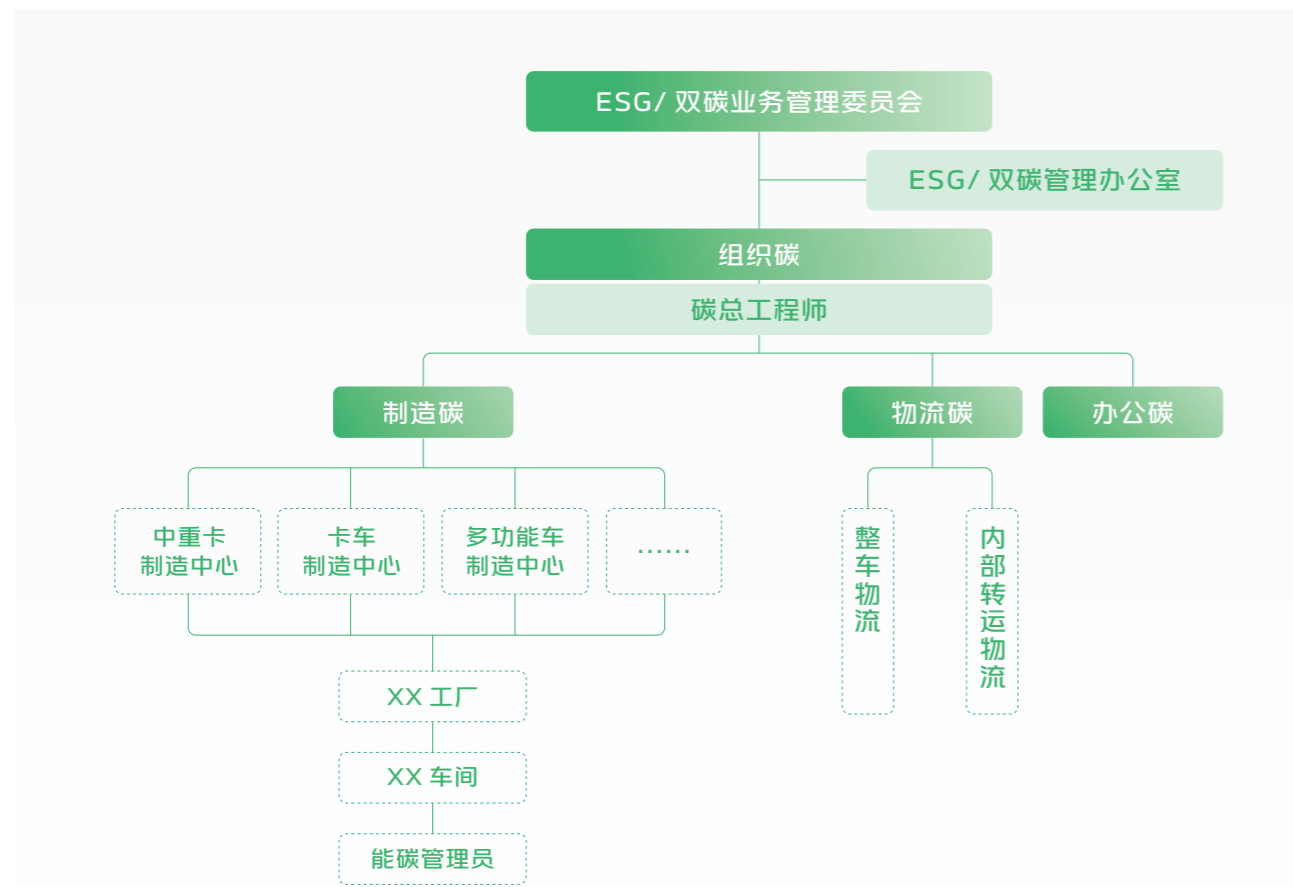 ESG/ 双碳业务管理委员会
ESG/ 双碳管理办公室
组织碳
碳总工程师
制造碳
物流碳
办公碳
中重卡
制造中心
卡车
制造中心
多功能车
制造中心
……
整车物流
内部转运物流
XX 工厂
XX 车间
能碳管理员